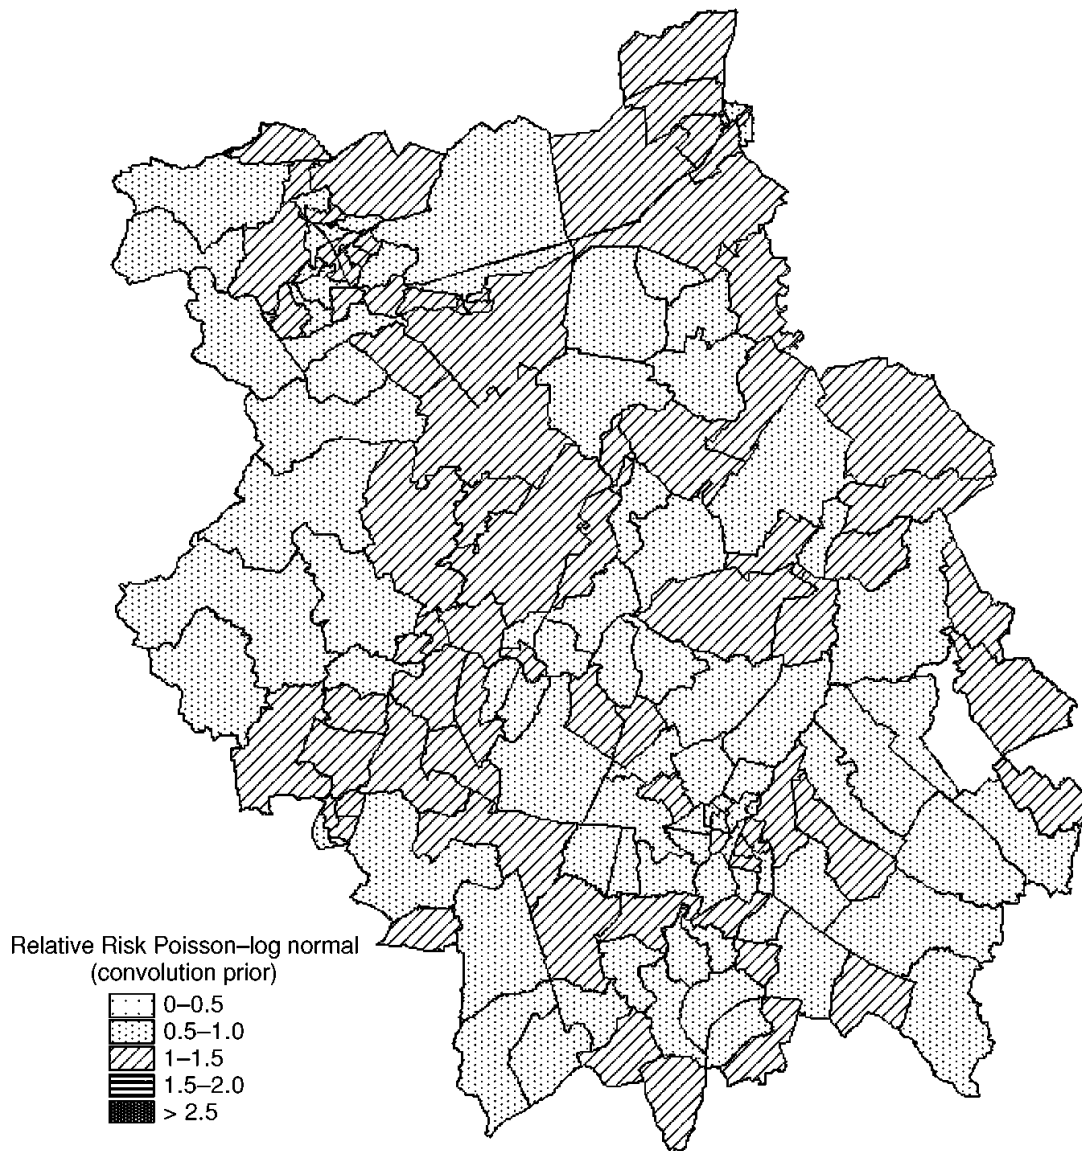 Relative Risk Poisson–log normal
(convolution prior)
0–0.5
0.5–1.0
1–1.5
1.5–2.0
> 2.5